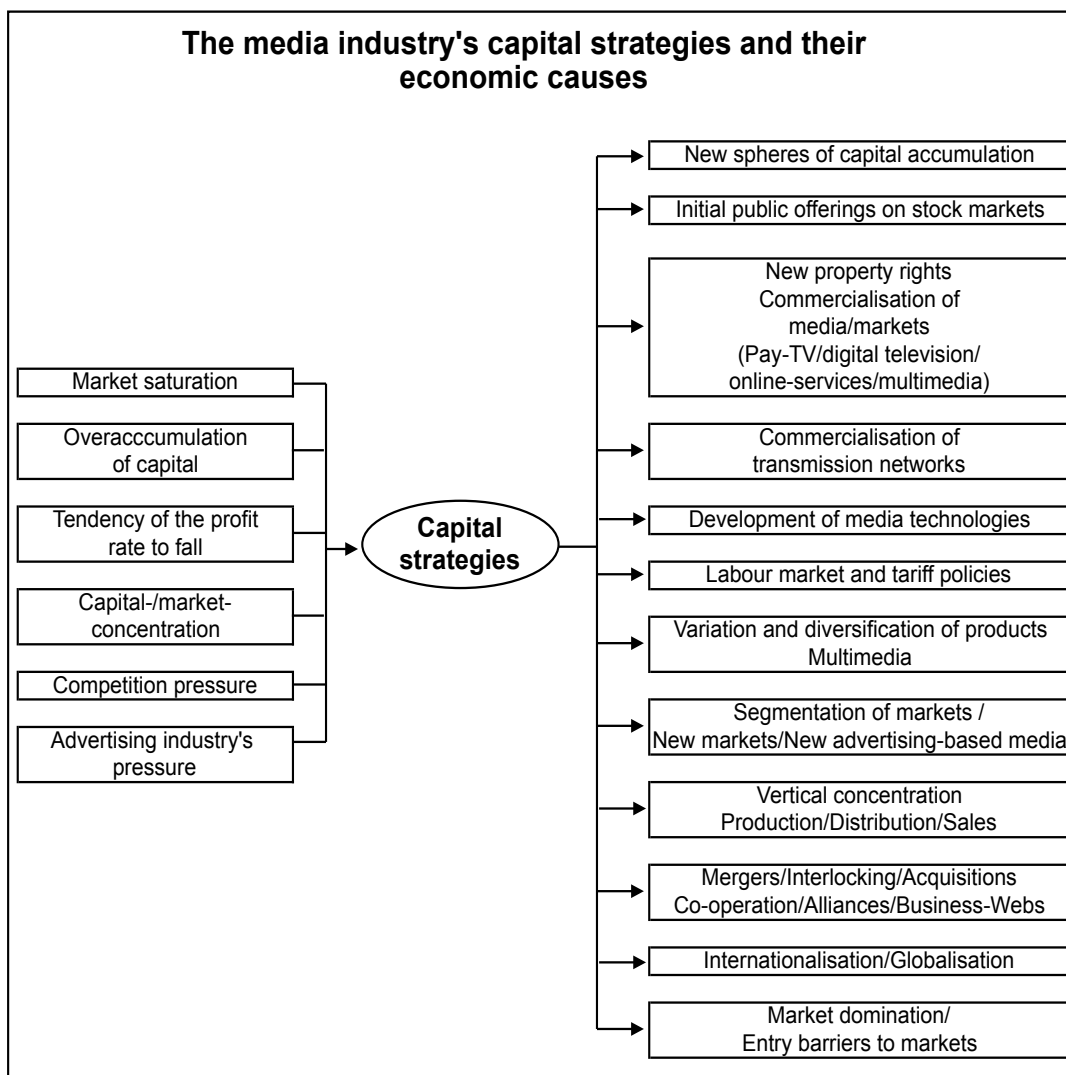 The media industry's capital strategies and their
economic causes
Market saturation
Overacccumulation
of capital
Tendency of the profit
rate to fall
Capital-/market-
concentration
Competition pressure
Advertising industry's
pressure
Capital
strategies
New spheres of capital accumulation
Initial public offerings on stock markets
New property rights
Commercialisation of
media/markets
(Pay-TV/digital television/
online-services/multimedia)
Commercialisation of
transmission networks
Development of media technologies
Labour market and tariff policies
Variation and diversification of products
Multimedia
Segmentation of markets /
New markets/New advertising-based media
Vertical concentration
Production/Distribution/Sales
Mergers/Interlocking/Acquisitions
Co-operation/Alliances/Business-Webs
Internationalisation/Globalisation
Market domination/
Entry barriers to markets